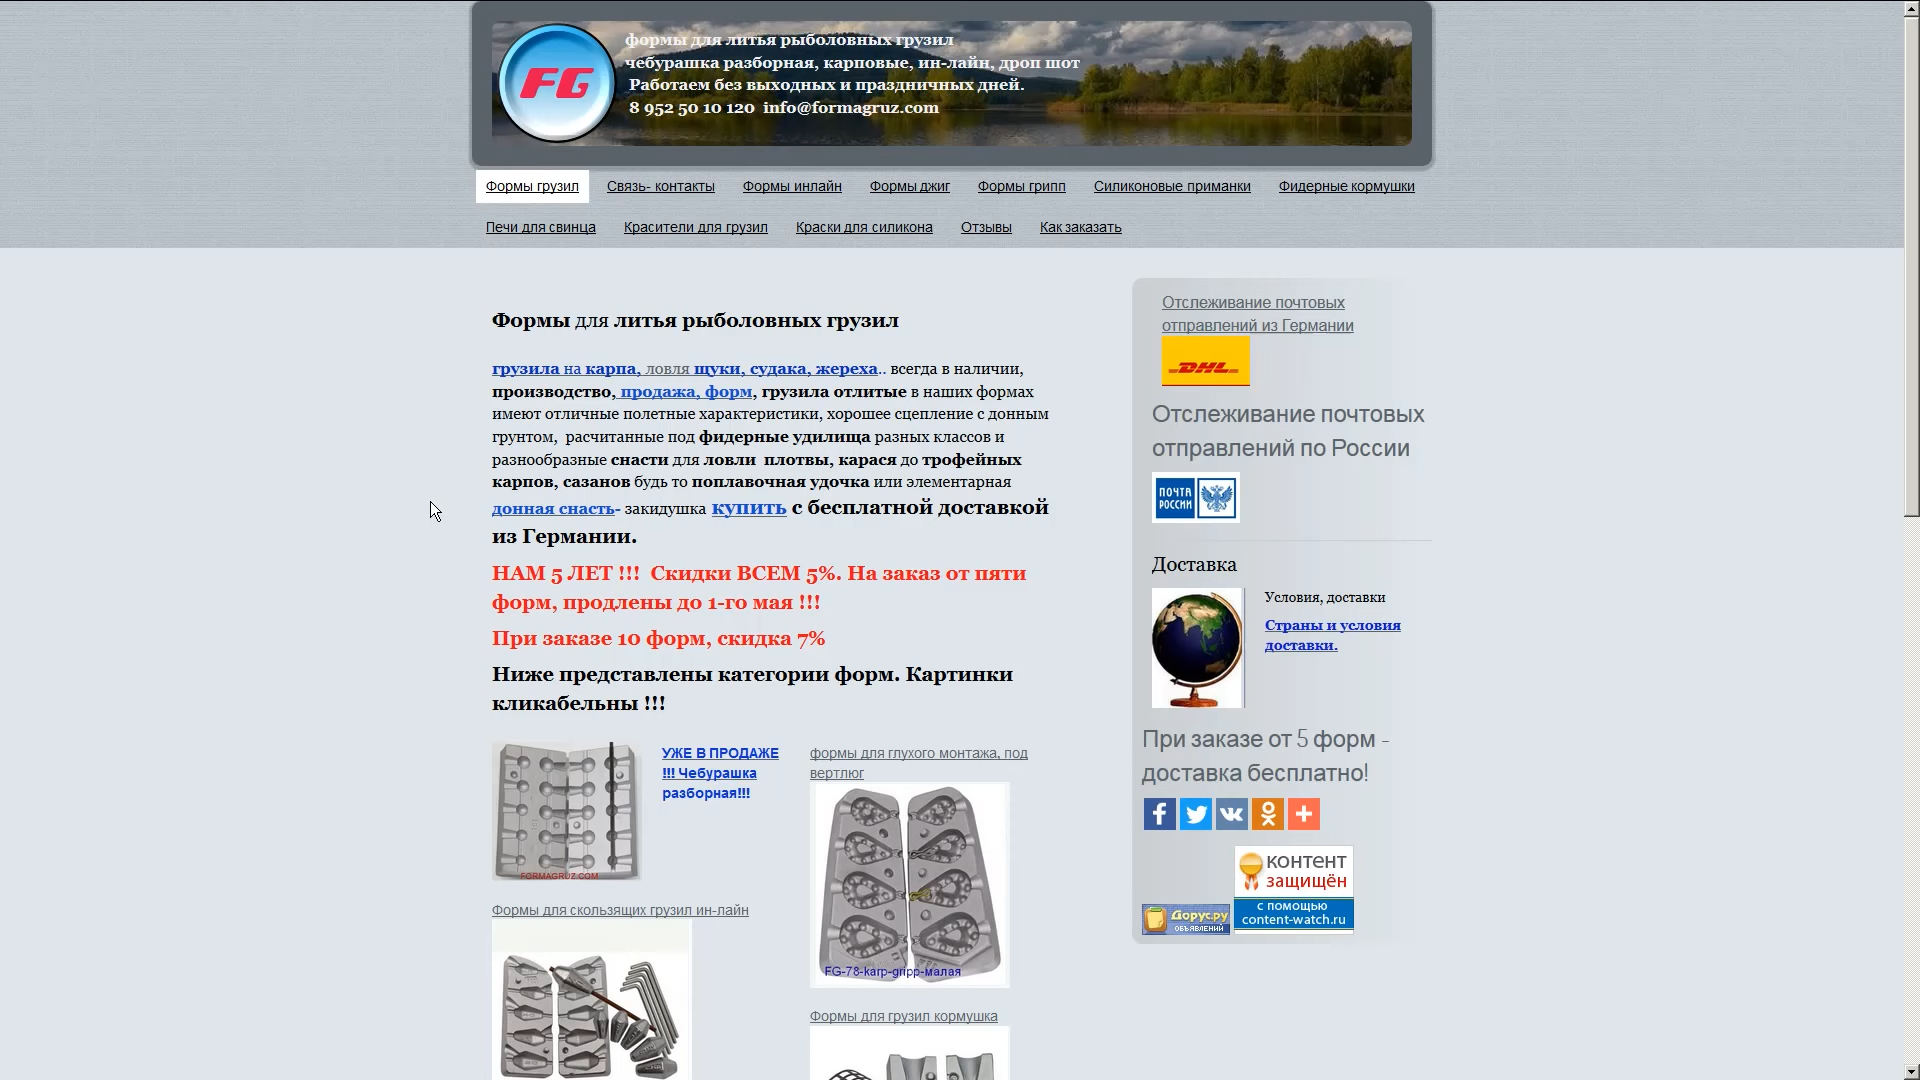 FG
формы для литья рыболовных грузил
чебурашка разборная, карповые, ин-лайн, дроп шот
Работаем без выходных и праздничных дней.
8 952 50 10 120 info@formagruz.com
Формы грузил
Связь- контакты
Формы инлайн
Формы джиг
Формы грипп
Силиконовые приманки
Фидерные кормушки
Печи для свинца
Красители для грузил
Краски для силикона
Отзывы
Как заказать
Формы для литья рыболовных грузил
грузила на карпа, ловля щуки, судака, жереха.. всегда в наличии,
производство, продажа, форм, грузила отлитые в наших формах
имеют отличные полетные характеристики, хорошее сцепление с донным
грунтом, расчитанные под фидерные удилища разных классов и
разнообразные снасти для ловли плотвы, карася до трофейных
карпов, сазанов будь то поплавочная удочка или элементарная
донная снасть- закидушка купить с бесплатной доставкой
из Германии.
НАМ 5 ЛЕТ !!! Скидки ВСЕМ 5%. На заказ от пяти
форм, продлены до 1-го мая !!!
При заказе 10 форм, скидка 7%
Ниже представлены категории форм. Картинки
кликабельны !!!
FORMAGRUZ.COM
УЖЕ В ПРОДАЖЕ
!!! Чебурашка
разборная!!!
формы для глухого монтажа, под
вертлюг
FG-78-karp-gripp-малая
Формы для скользящих грузил ин-лайн
Формы для грузил кормушка
Отслеживание почтовых
отправлений из Германии
DHL
Отслеживание почтовых
отправлений по России
ПОЧТА
РОССИИ
Доставка
Условия, доставки
Страны и условия
доставки.
При заказе от 5 форм -
доставка бесплатно!
Дорус.ру
ОБЪЯВЛЕНИЙ
контент
защищён
с помощью
content-watch.ru